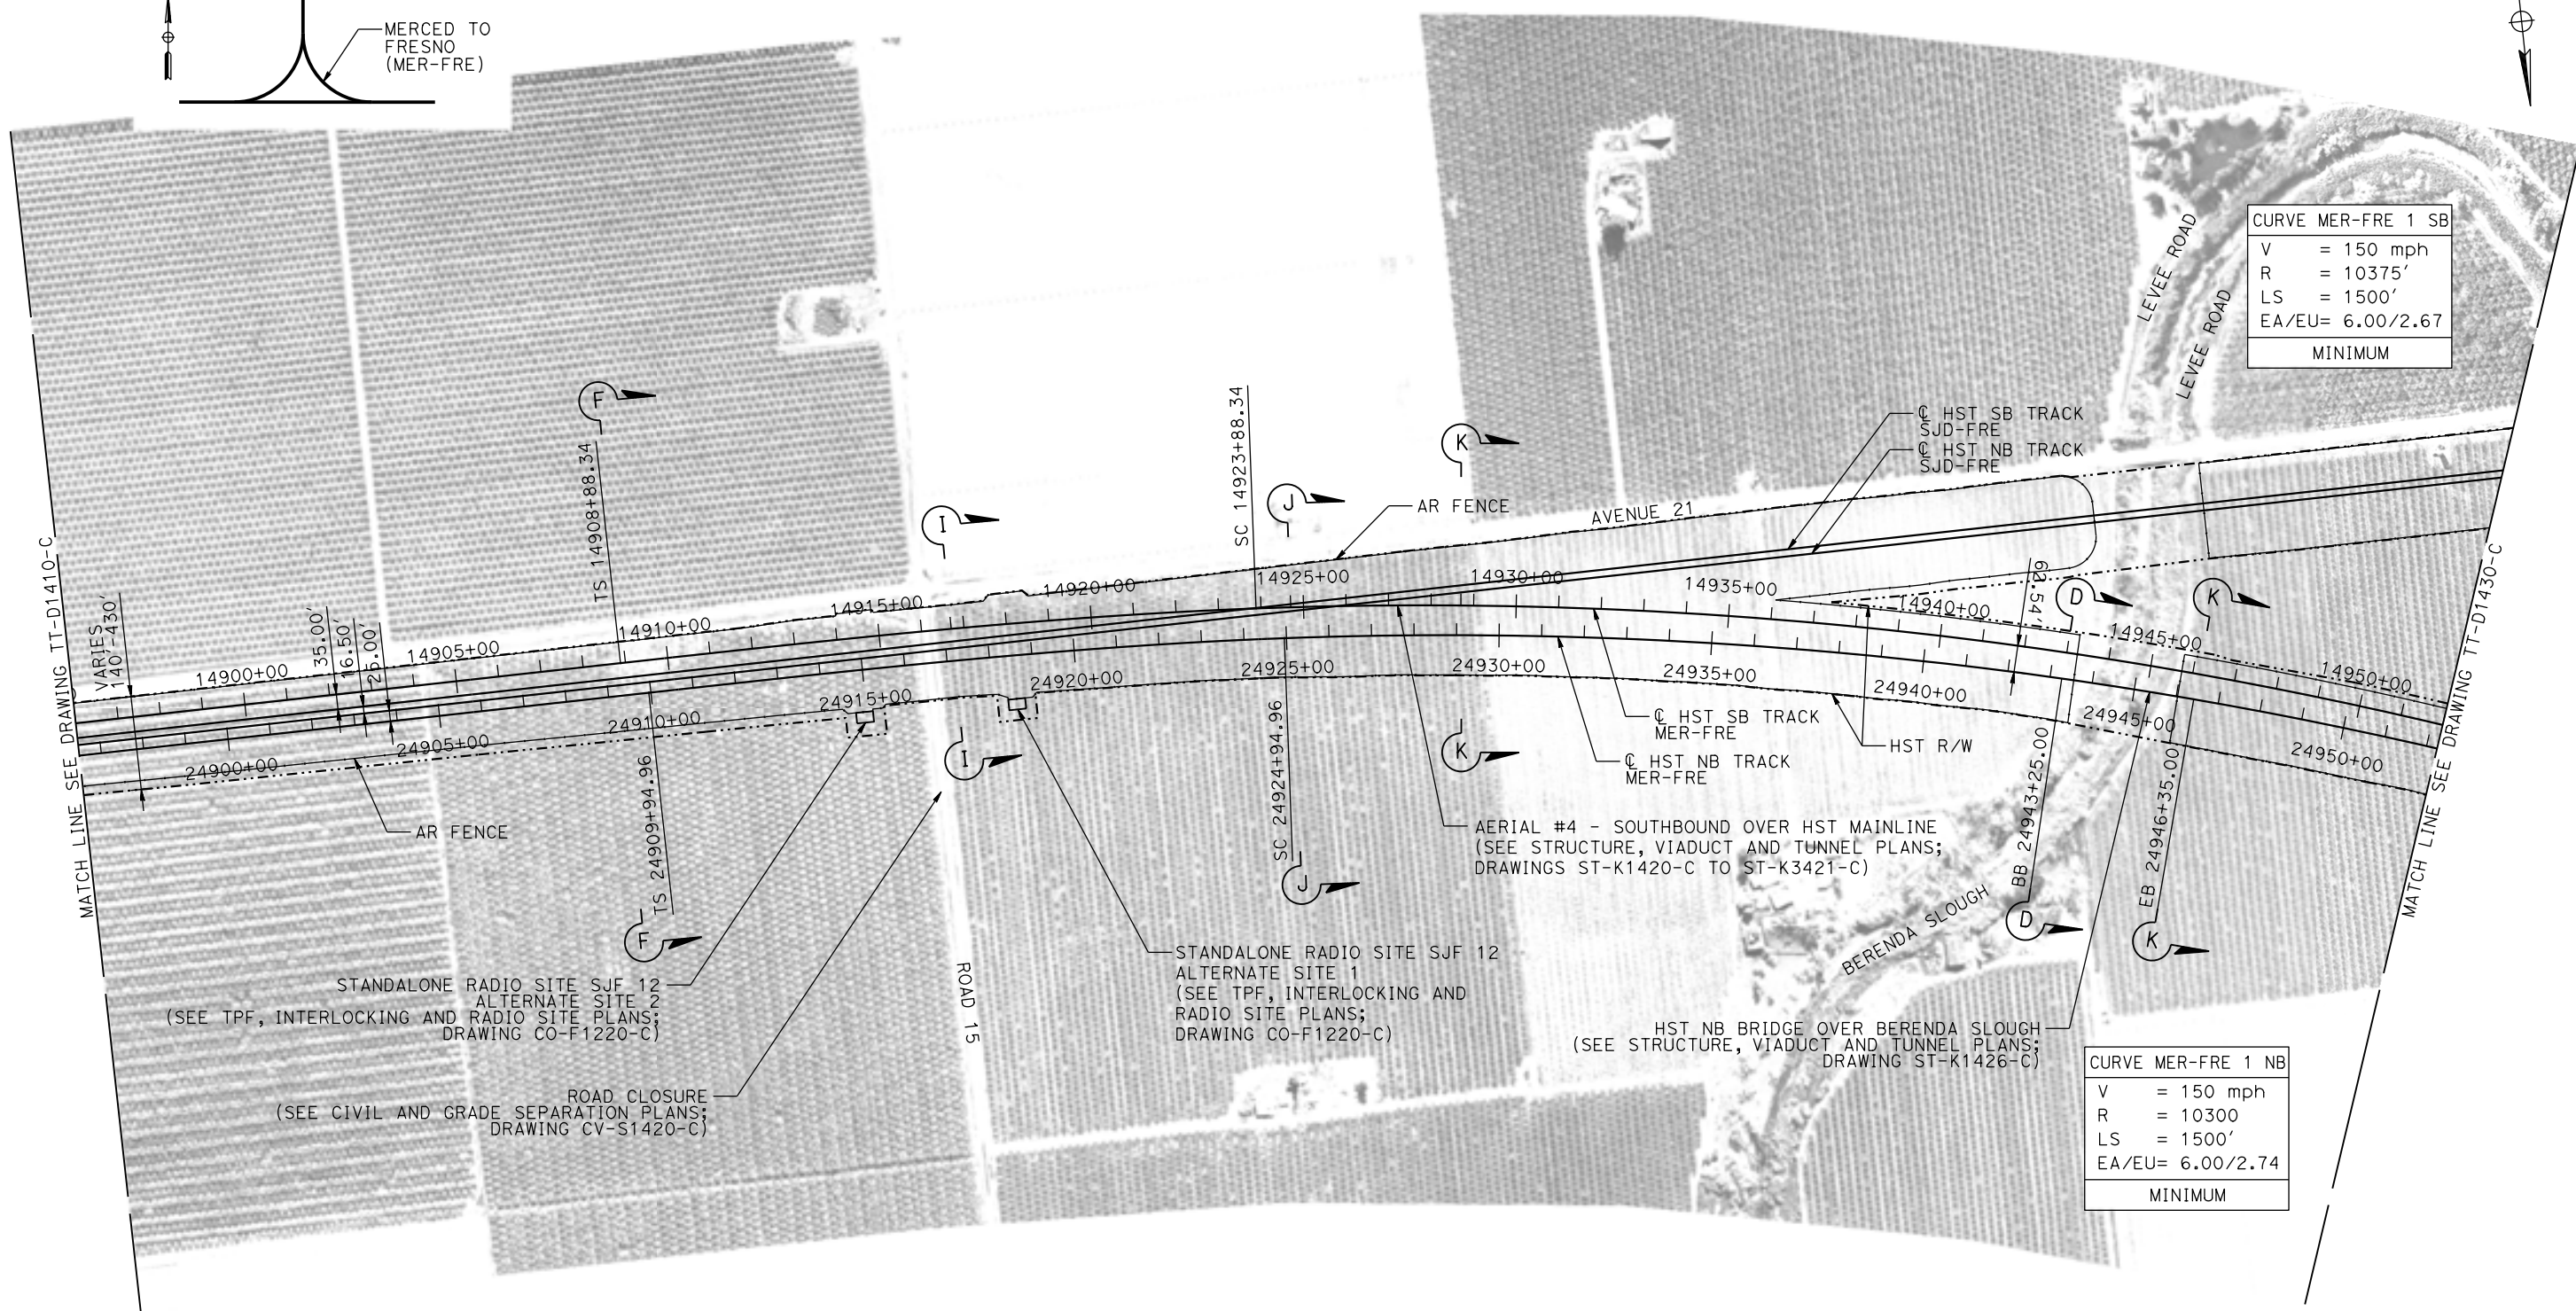 MERCED TO
FRESNO
(MER-FRE)
CURVE MER-FRE 1 SB
V = 150 mph
R = 10375′
LS = 1500′
EA/EU= 6.00/2.67
MINIMUM
LEVEE ROAD
LEVEE ROAD
℄ HST SB TRACK
SJD-FRE
℄ HST NB TRACK
SJD-FRE
F
TS 14908+88.34
SC 14923+88.34
K
J
I
AR FENCE
AVENUE 21
MATCH LINE SEE DRAWING TT-D1410-C
VARIES
140′-430′
35.00′
16.50′
25.00′
14900+00
14905+00
14910+00
14915+00
14920+00
14925+00
14930+00
14935+00
14940+00
14945+00
14950+00
62.54′
D
K
24900+00
24905+00
24910+00
24915+00
24920+00
24925+00
24930+00
24935+00
24940+00
24945+00
24950+00
MATCH LINE SEE DRAWING TT-D1430-C
℄ HST SB TRACK
MER-FRE
℄ HST NB TRACK
MER-FRE
HST R/W
I
K
AR FENCE
TS 24909+94.96
SC 24924+94.96
BB 24943+25.00
EB 24946+35.00
AERIAL #4 - SOUTHBOUND OVER HST MAINLINE
(SEE STRUCTURE, VIADUCT AND TUNNEL PLANS;
DRAWINGS ST-K1420-C TO ST-K3421-C)
J
F
D
K
BERENDA SLOUGH
ROAD 15
STANDALONE RADIO SITE SJF 12
ALTERNATE SITE 2
(SEE TPF, INTERLOCKING AND RADIO SITE PLANS;
DRAWING CO-F1220-C)
STANDALONE RADIO SITE SJF 12
ALTERNATE SITE 1
(SEE TPF, INTERLOCKING AND
RADIO SITE PLANS;
DRAWING CO-F1220-C)
HST NB BRIDGE OVER BERENDA SLOUGH
(SEE STRUCTURE, VIADUCT AND TUNNEL PLANS;
DRAWING ST-K1426-C)
ROAD CLOSURE
(SEE CIVIL AND GRADE SEPARATION PLANS;
DRAWING CV-S1420-C)
CURVE MER-FRE 1 NB
V = 150 mph
R = 10300
LS = 1500′
EA/EU= 6.00/2.74
MINIMUM